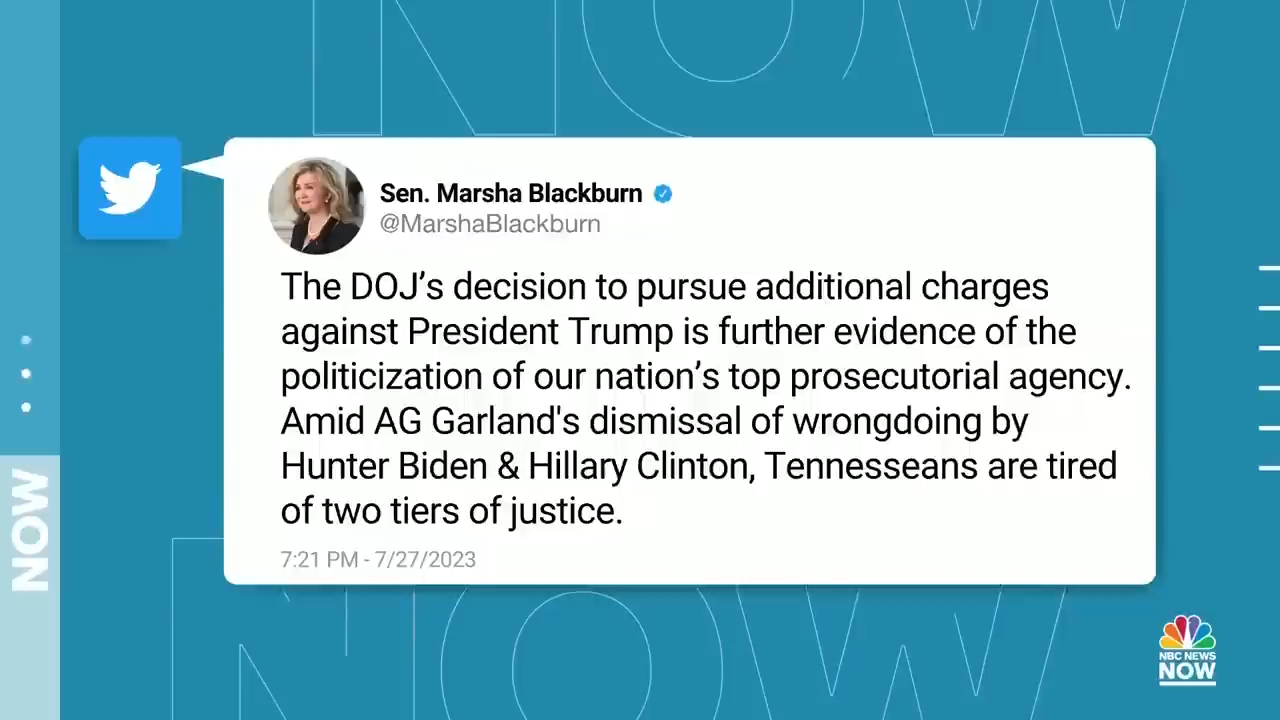 NOW
Sen. Marsha Blackburn
@MarshaBlackburn
The DOJ’s decision to pursue additional charges
against President Trump is further evidence of the
politicization of our nation’s top prosecutorial agency.
Amid AG Garland's dismissal of wrongdoing by
Hunter Biden & Hillary Clinton, Tennesseans are tired
of two tiers of justice.
7:21 PM - 7/27/2023
NOW
NOW
NBC NEWS
NOW